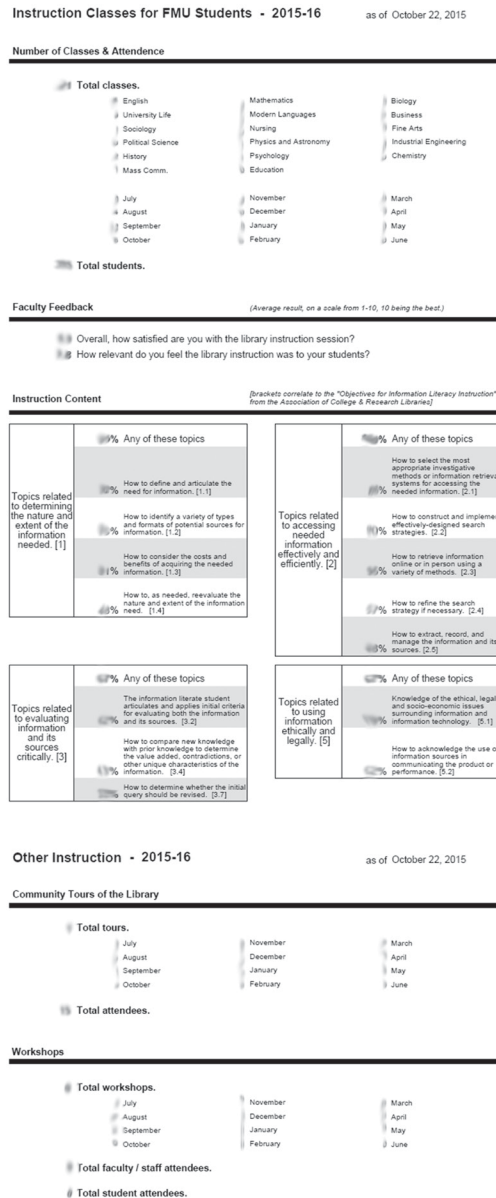 Instruction Classes for FMU Students - 2015-16 as of October 22, 2015
Number of Classes & Attendence
Total classes.
English Mathematics Biology
University Life Modern Languages Business
Sociology Nursing Fine Arts
Political Science Physics and Astronomy Industrial Engineering
History Psychology Chemistry
Mass Comm. Education
July November March
August December April
September January May
October February June
Total students.
Faculty Feedback (Average result, on a scale from 1-10, 10 being the best.)
Overall, how satisfied are you with the library instruction session?
How relevant do you feel the library instruction was to your students?
[brackets correlate to the "Objectives for Information Literacy Instruction"
Instruction Content from the Association of College & Research Libraries]
Topics related
to determining
the nature and
extent of the
information
needed. [1]
% Any of these topics
How to define and articulate the
% need for information. [1.1]
How to identify a variety of types
and formats of potential sources for
% information. [1.2]
How to consider the costs and
benefits of acquiring the needed
% information. [1.3]
How to, as needed, reevaluate the
nature and extent of the information
% need. [1.4]
Topics related
to accessing
needed
information
effectively and
efficiently. [2]
% Any of these topics
How to select the most
appropriate investigative
methods or information retrieva
systems for accessing the
% needed information. [2.1]
How to construct and impleme
effectively-designed search
% strategies. [2.2]
How to retrieve information
online or in person using a
% variety of methods. [2.3]
How to refine the search
% strategy if necessary. [2.4]
How to extract, record, and
manage the information and its
% sources. [2.5]
Topics related
to evaluating
information
and its
sources
critically. [3]
% Any of these topics
The information literate student
articulates and applies initial criteria
for evaluating both the information
% and its sources. [3.2]
How to compare new knowledge
with prior knowledge to determine
the value added, contradictions, or
other unique characteristics of the
% information. [3.4]
How to determine whether the initial
% query should be revised. [3.7]
Topics related
to using
information
ethically and
legally. [5]
% Any of these topics
Knowledge of the ethical, legal
and socio-economic issues
surrounding information and
% information technology. [5.1]
How to acknowledge the use o
information sources in
communicating the product or
% performance. [5.2]
Other Instruction - 2015-16 as of October 22, 2015
Community Tours of the Library
Total tours.
July November March
August December April
September January May
October February June
Total attendees.
Workshops
Total workshops.
July November March
August December April
September January May
October February June
Total faculty / staff attendees.
Total student attendees.